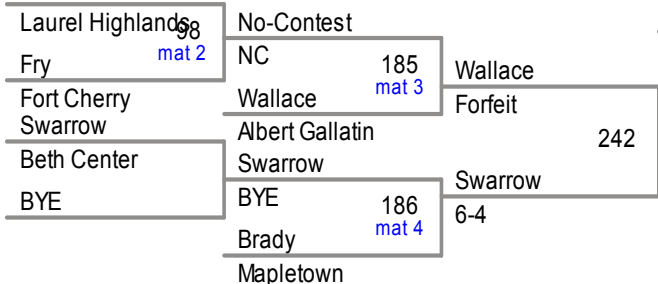 Laurel Highlands
98
mat 2
Fry
Fort Cherry
Swarrow
Beth Center
BYE
No-Contest
NC
185
mat 3
Wallace
Albert Gallatin
Swarrow
BYE
186
mat 4
Brady
Mapletown
Wallace
Forfeit
242
Swarrow
6-4